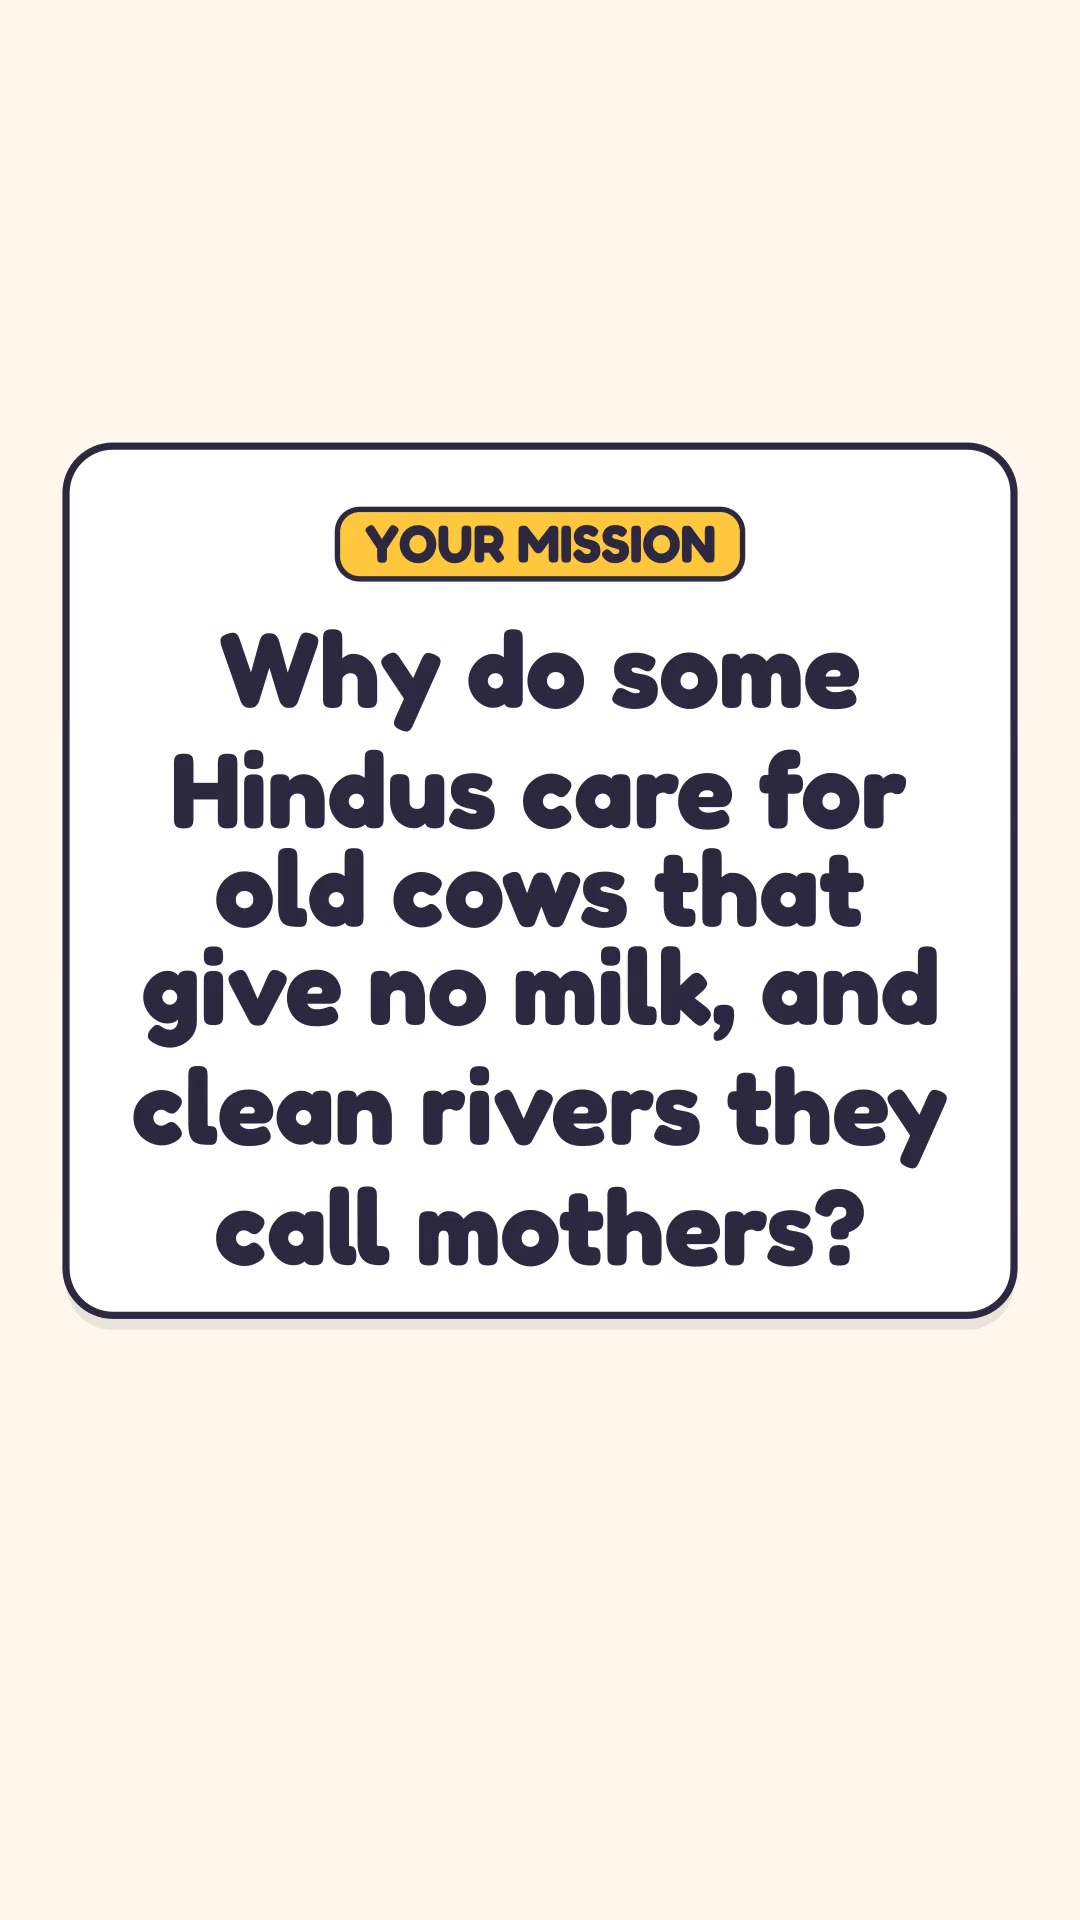 YOUR MISSION
Why do some
Hindus care for
old cows that
give no milk, and
clean rivers they
call mothers?